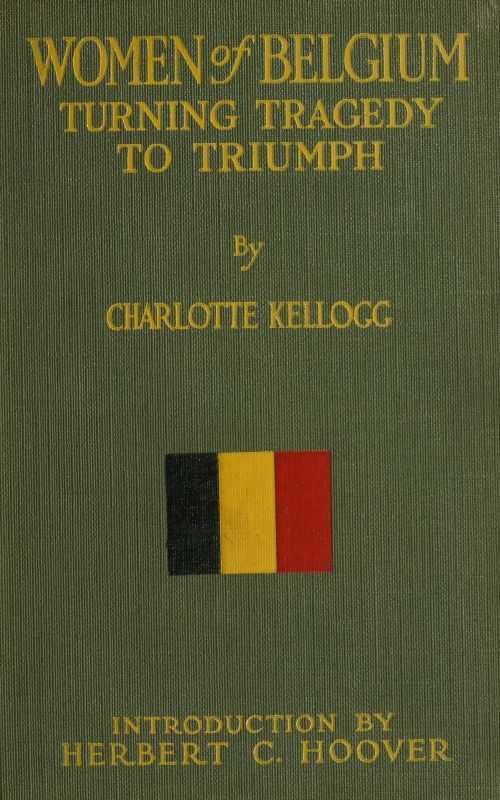 WOMEN of BELGIUM
TURNING TRAGEDY
TO TRIUMPH
By
CHARLOTTE KELLOGG
INTRODUCTION BY
HERBERT C. HOOVER